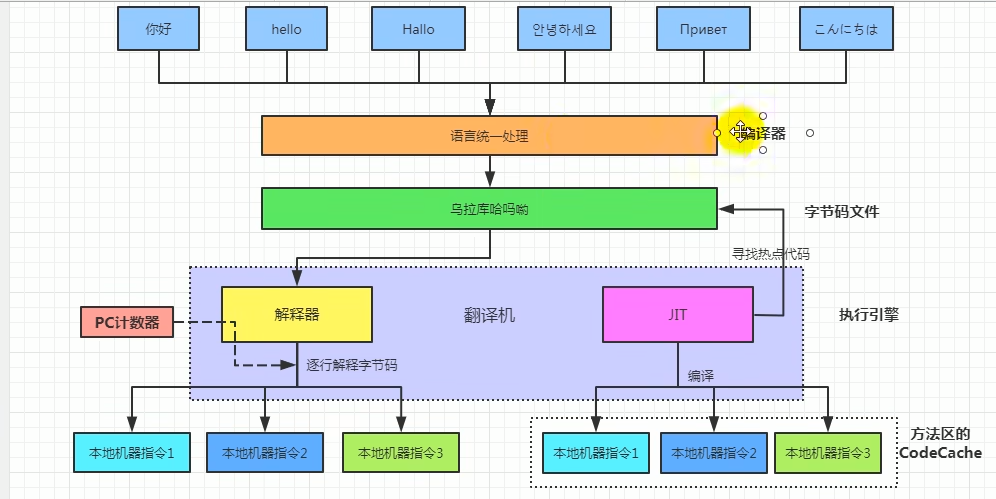 你好
hello
Hallo
안녕하세요
Привет
こんにちは
语言统一处理
编译器
乌拉库哈吗呦
字节码文件
寻找热点代码
解释器
翻译机
JIT
执行引擎
PC计数器
逐行解释字节码
编译
本地机器指令1
本地机器指令2
本地机器指令3
本地机器指令1
本地机器指令2
本地机器指令3
方法区的
CodeCache